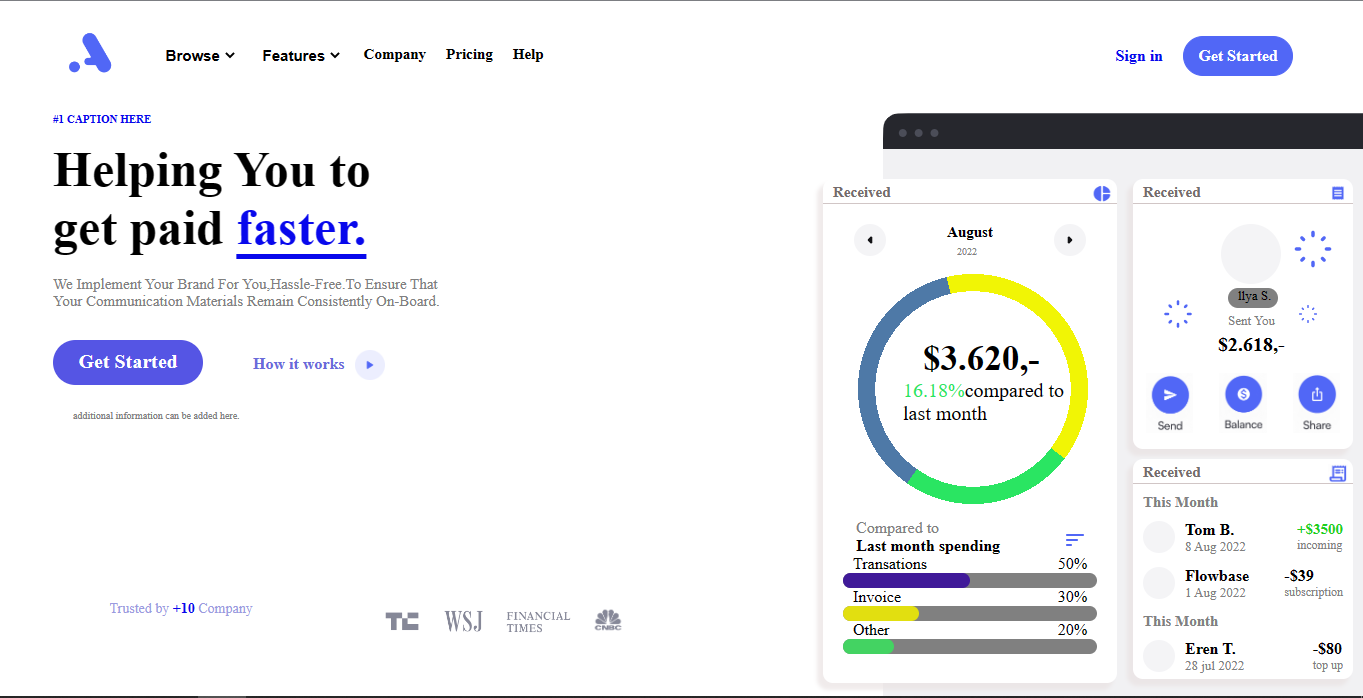 Browse Features Company Pricing Help Sign in Get Started
#1 CAPTION HERE
Helping You to
get paid faster.
We Implement Your Brand For You,Hassle-Free.To Ensure That
Your Communication Materials Remain Consistently On-Board.
Get Started How it works
additional information can be added here.
Trusted by +10 Company
TC WSJ FINANCIAL
TIMES
CNBC
Received
August
2022
$3.620,-
16.18%compared to
last month
Compared to
Last month spending
Transations 50%
Invoice 30%
Other 20%
Received
Ilya S.
Sent You
$2.618,-
Send Balance Share
Received
This Month
Tom B. +$3500
8 Aug 2022 incoming
Flowbase -$39
1 Aug 2022 subscription
This Month
Eren T. -$80
28 jul 2022 top up